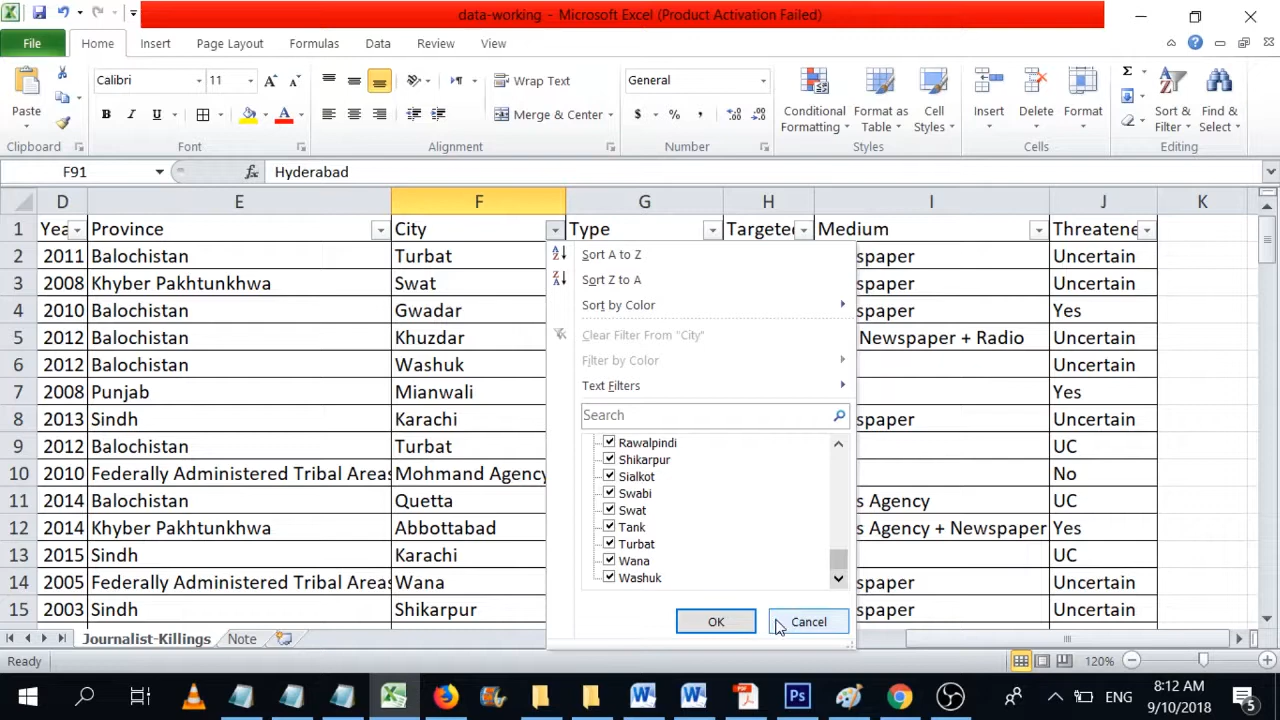 data-working - Microsoft Excel (Product Activation Failed)
File Home Insert Page Layout Formulas Data Review View
Paste
Calibri 11
B I U A
Wrap Text
Merge & Center
General
$ % ,
Conditional Formatting
Format as Table
Cell Styles
Insert
Delete
Format
Σ
Sort & Filter
Find & Select
Clipboard Font Alignment Number Styles Cells Editing
F91 fx Hyderabad
D E F G H I J K
1 Yea Province City Type Targete Medium Threatene
2 2011 Balochistan Turbat spaper Uncertain
3 2008 Khyber Pakhtunkhwa Swat spaper Uncertain
4 2010 Balochistan Gwadar spaper Yes
5 2012 Balochistan Khuzdar Newspaper + Radio Uncertain
6 2012 Balochistan Washuk Uncertain
7 2008 Punjab Mianwali Yes
8 2013 Sindh Karachi spaper Uncertain
9 2012 Balochistan Turbat UC
10 2010 Federally Administered Tribal Areas Mohmand Agency No
11 2014 Balochistan Quetta s Agency UC
12 2014 Khyber Pakhtunkhwa Abbottabad s Agency + Newspaper Yes
13 2015 Sindh Karachi UC
14 2005 Federally Administered Tribal Areas Wana spaper Uncertain
15 2003 Sindh Shikarpur spaper Uncertain
Sort A to Z
Sort Z to A
Sort by Color
Clear Filter From "City"
Filter by Color
Text Filters
Search
Rawalpindi
Shikarpur
Sialkot
Swabi
Swat
Tank
Turbat
Wana
Washuk
OK Cancel
Journalist-Killings Note
Ready 120%
ENG 8:12 AM
9/10/2018 5